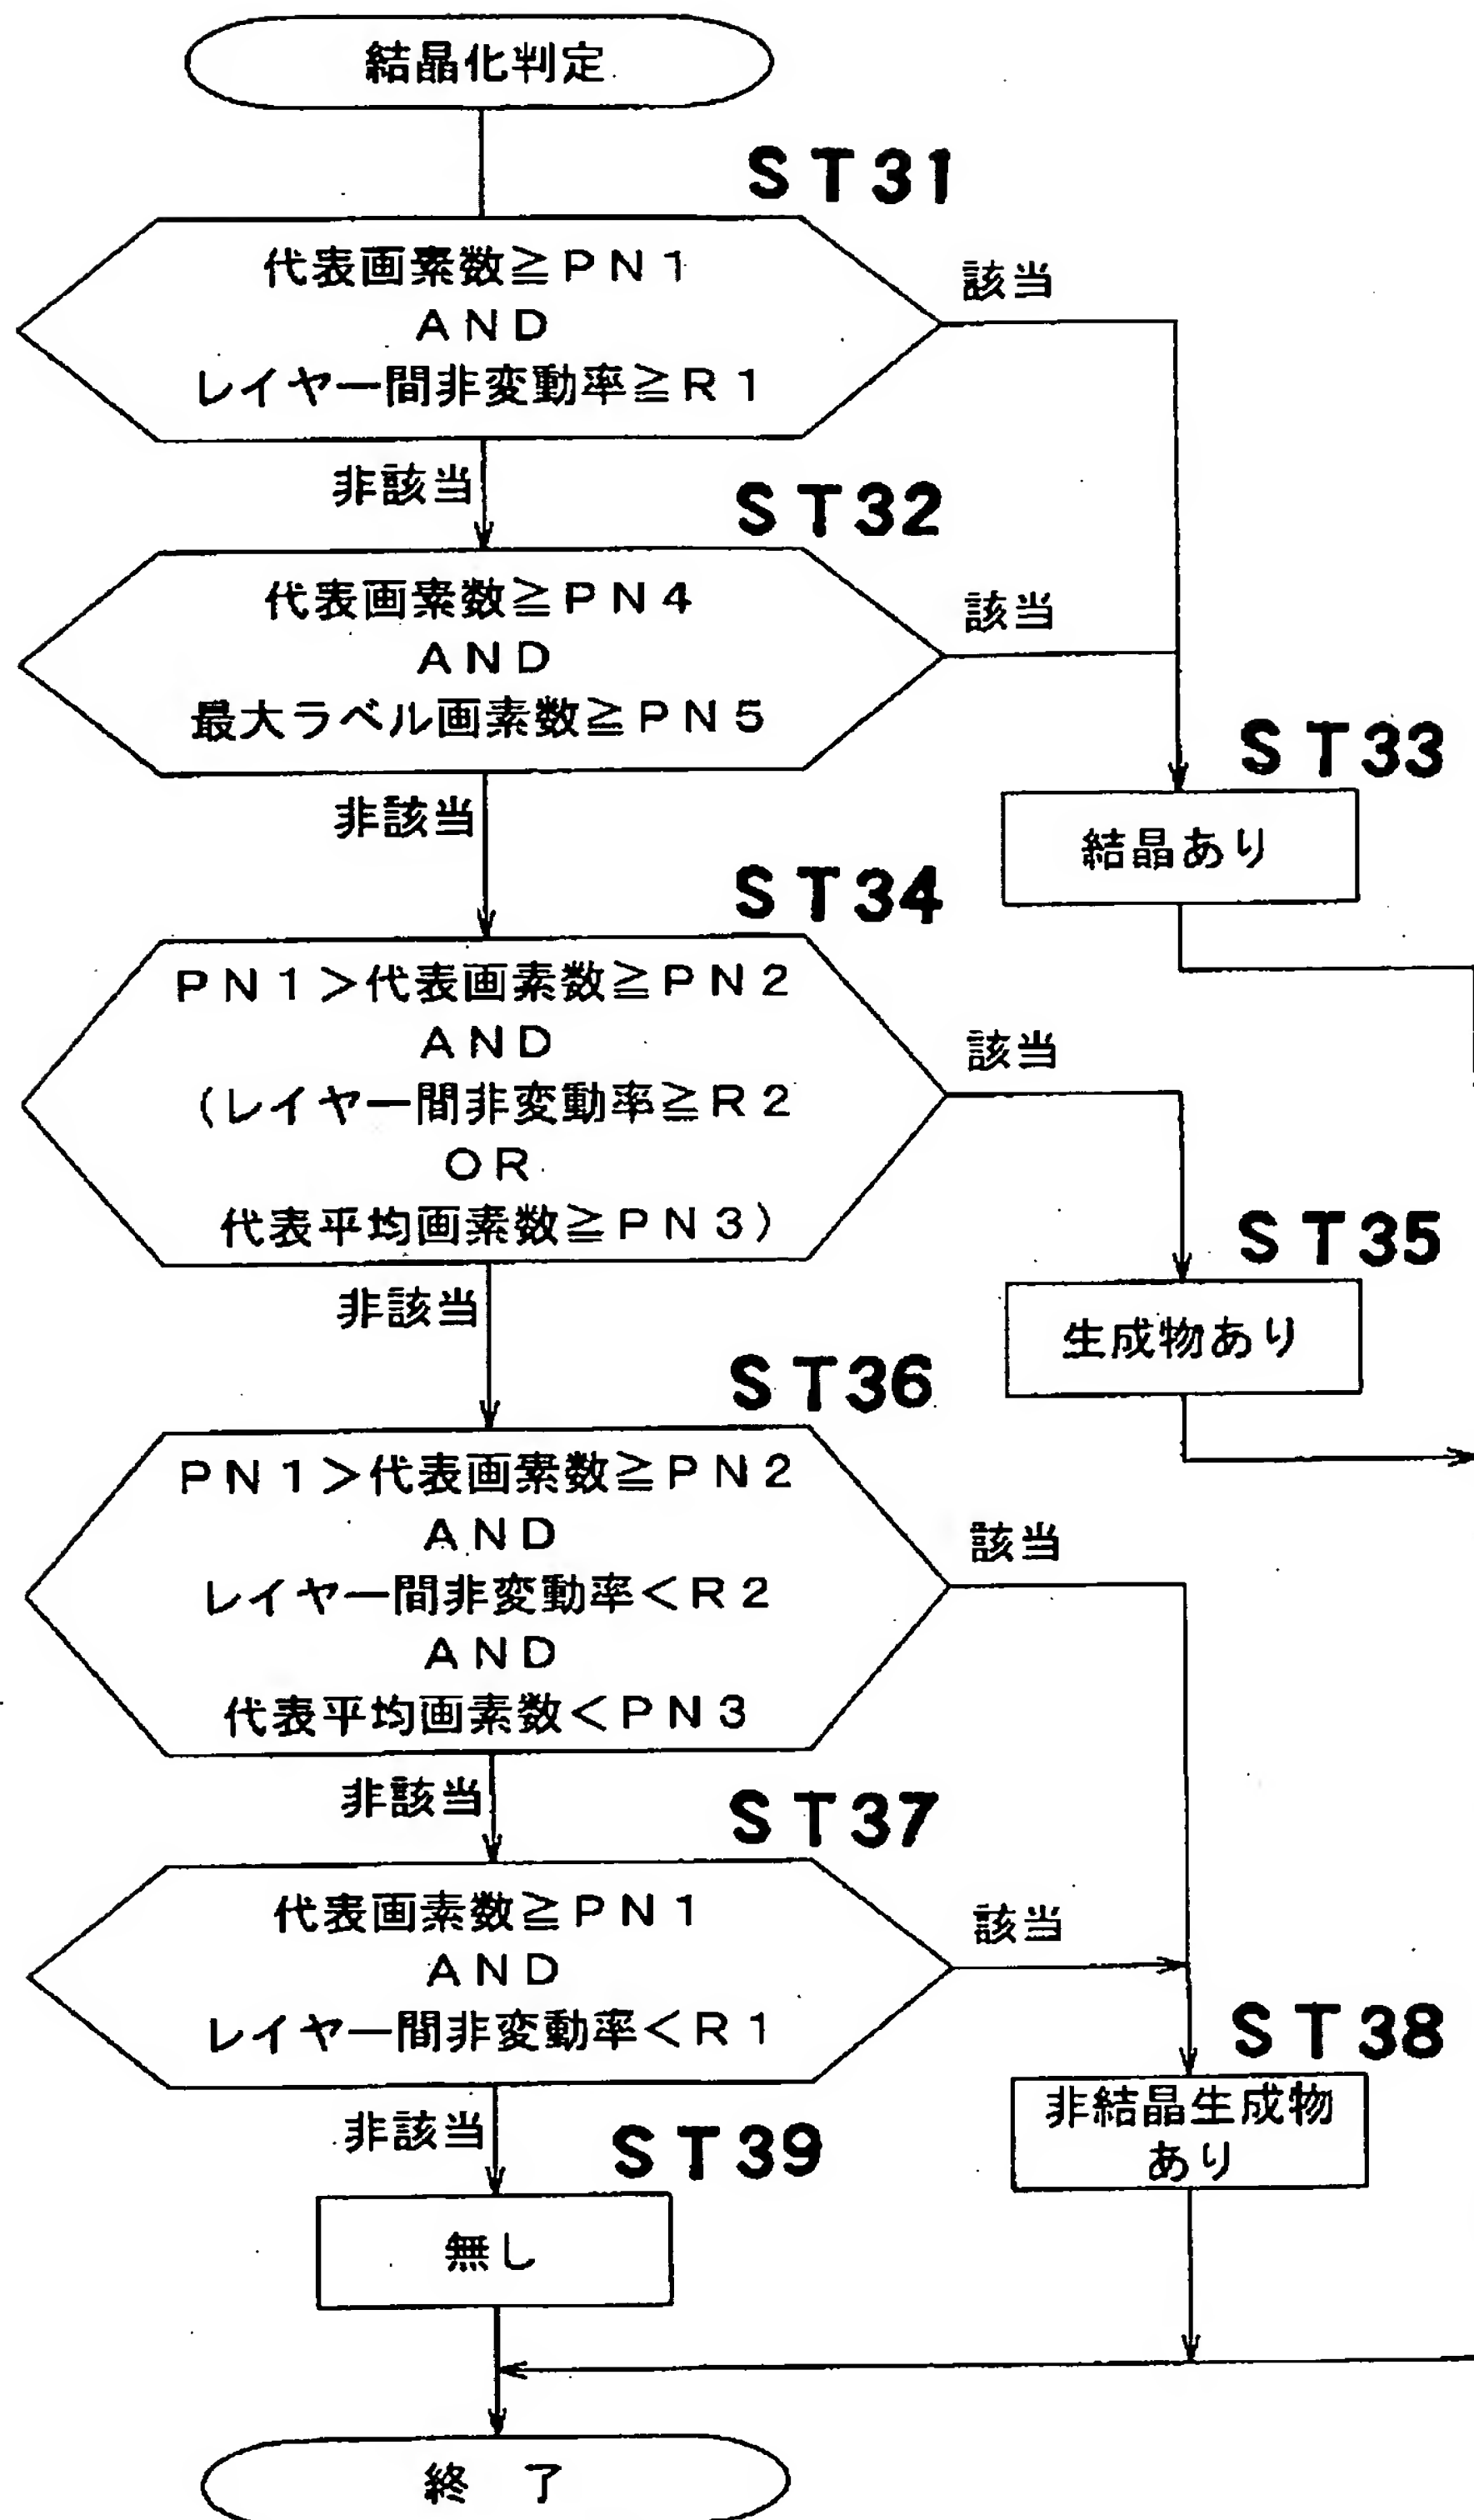 結晶化判定
ST31
代表画素数≧PN1
AND
レイヤー間非変動率≧R1
該当
非該当
ST32
代表画素数≧PN4
AND
最大ラベル画素数≧PN5
該当
非該当
ST33
結晶あり
ST34
PN1>代表画素数≧PN2
AND
(レイヤー間非変動率≧R2
OR
代表平均画素数≧PN3)
該当
非該当
ST35
生成物あり
ST36
PN1>代表画素数≧PN2
AND
レイヤー間非変動率<R2
AND
代表平均画素数<PN3
該当
非該当
ST37
代表画素数≧PN1
AND
レイヤー間非変動率<R1
該当
非該当
ST38
非結晶生成物
あり
ST39
無し
終 了